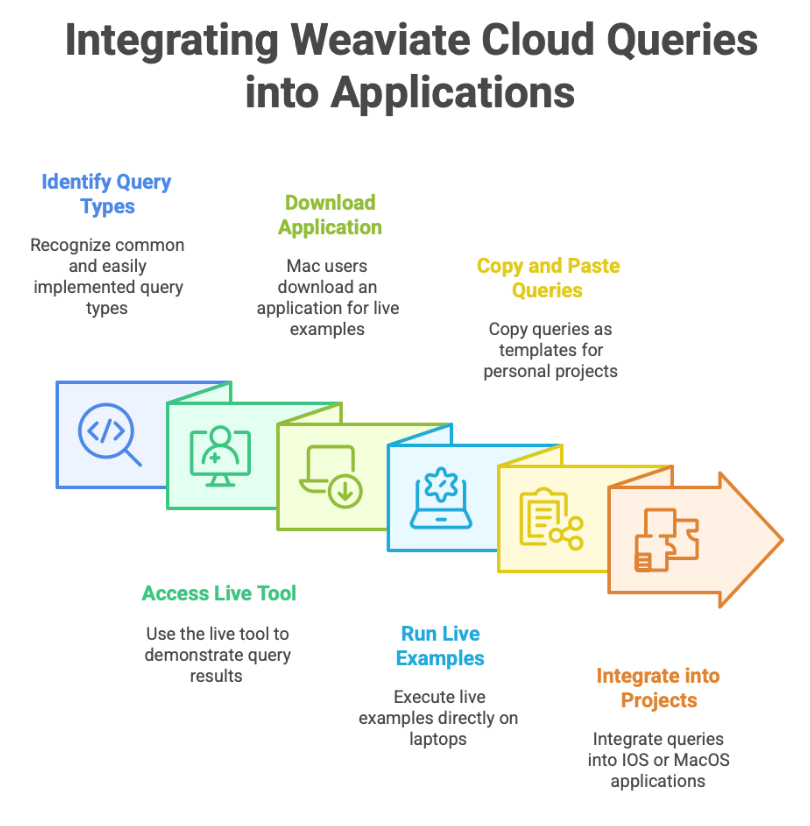 Integrating Weaviate Cloud Queries
into Applications
Identify Query
Types
Recognize common
and easily
implemented query
types
Access Live Tool
Use the live tool to
demonstrate query
results
Download
Application
Mac users
download an
application for live
examples
Run Live
Examples
Execute live
examples directly on
laptops
Copy and Paste
Queries
Copy queries as
templates for
personal projects
Integrate into
Projects
Integrate queries
into IOS or MacOS
applications